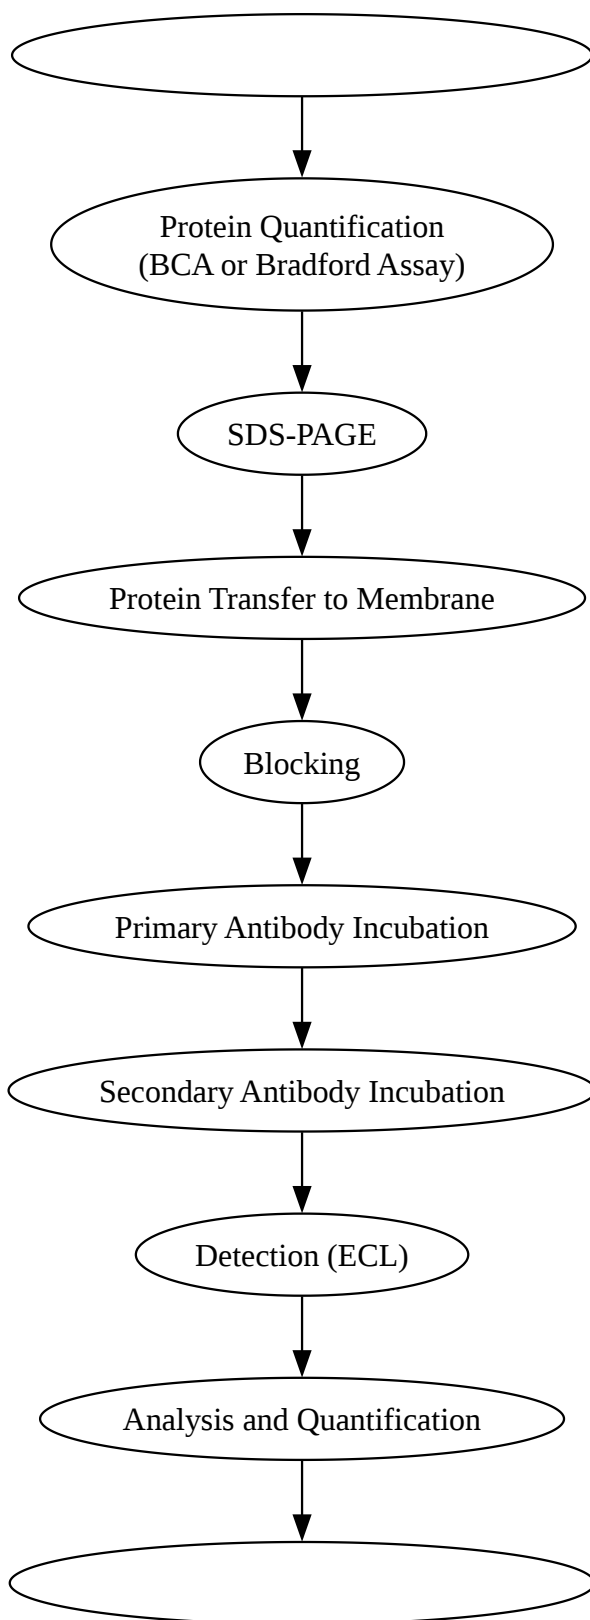 Protein Quantification
(BCA or Bradford Assay)
SDS-PAGE
Protein Transfer to Membrane
Blocking
Primary Antibody Incubation
Secondary Antibody Incubation
Detection (ECL)
Analysis and Quantification